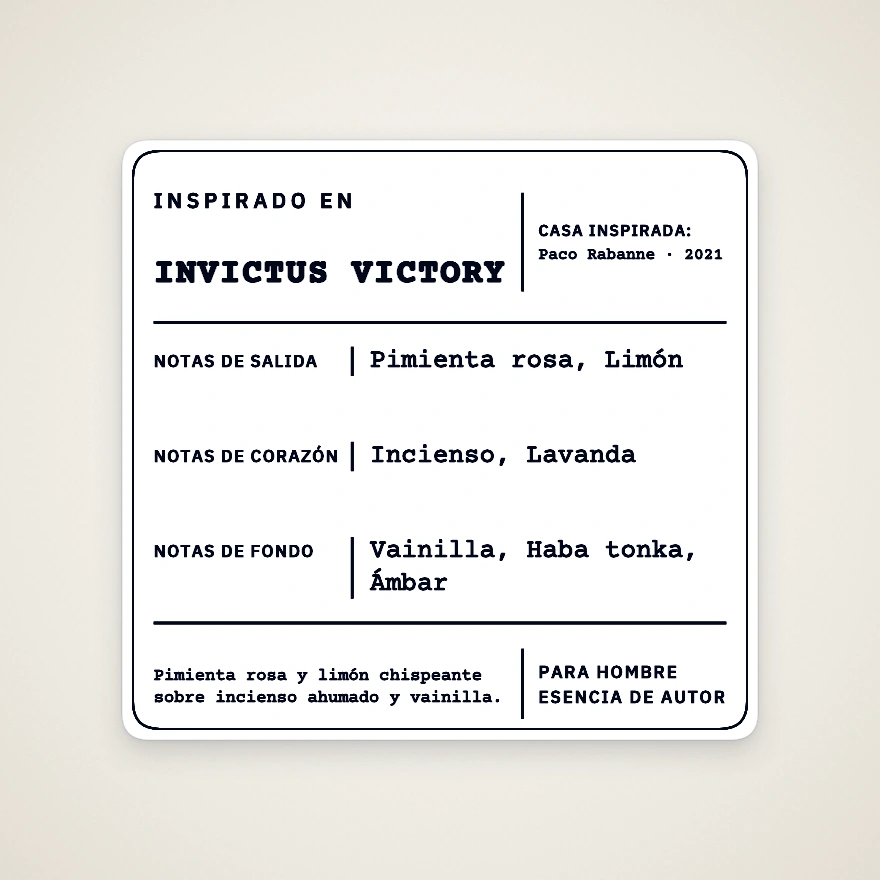 INSPIRADO EN
INVICTUS VICTORY
CASA INSPIRADA:
Paco Rabanne · 2021
NOTAS DE SALIDA
Pimienta rosa, Limón
NOTAS DE CORAZÓN
Incienso, Lavanda
NOTAS DE FONDO
Vainilla, Haba tonka,
Ámbar
Pimienta rosa y limón chispeante
sobre incienso ahumado y vainilla.
PARA HOMBRE
ESENCIA DE AUTOR